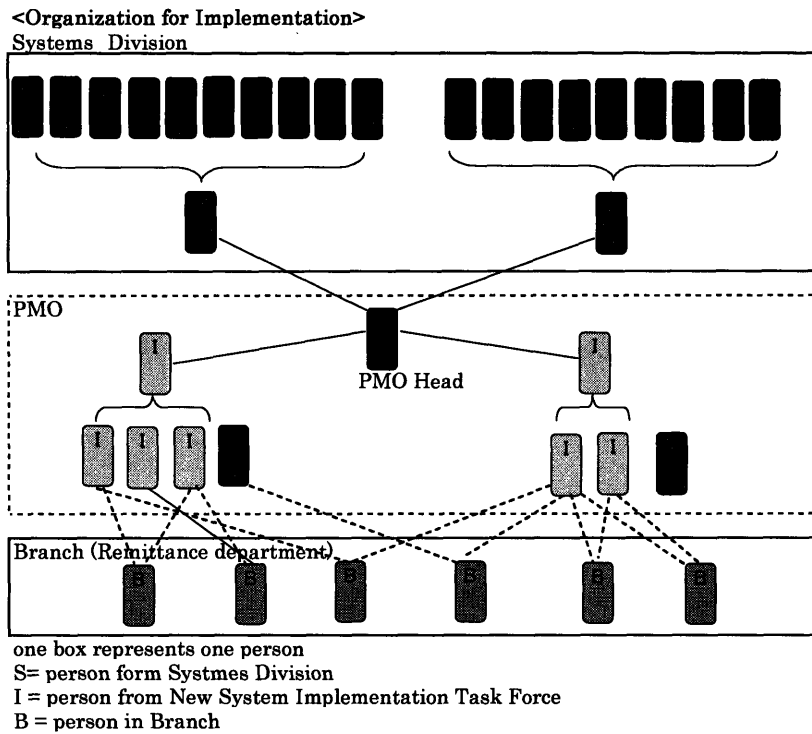 <Organization for Implementation>
Systems Division
PMO
I
I
PMO Head
I
I
I
I
I
Branch (Remittance department)
B
B
B
B
B
B
one box represents one person
S= person form Systmes Division
I = person from New System Implementation Task Force
B = person in Branch